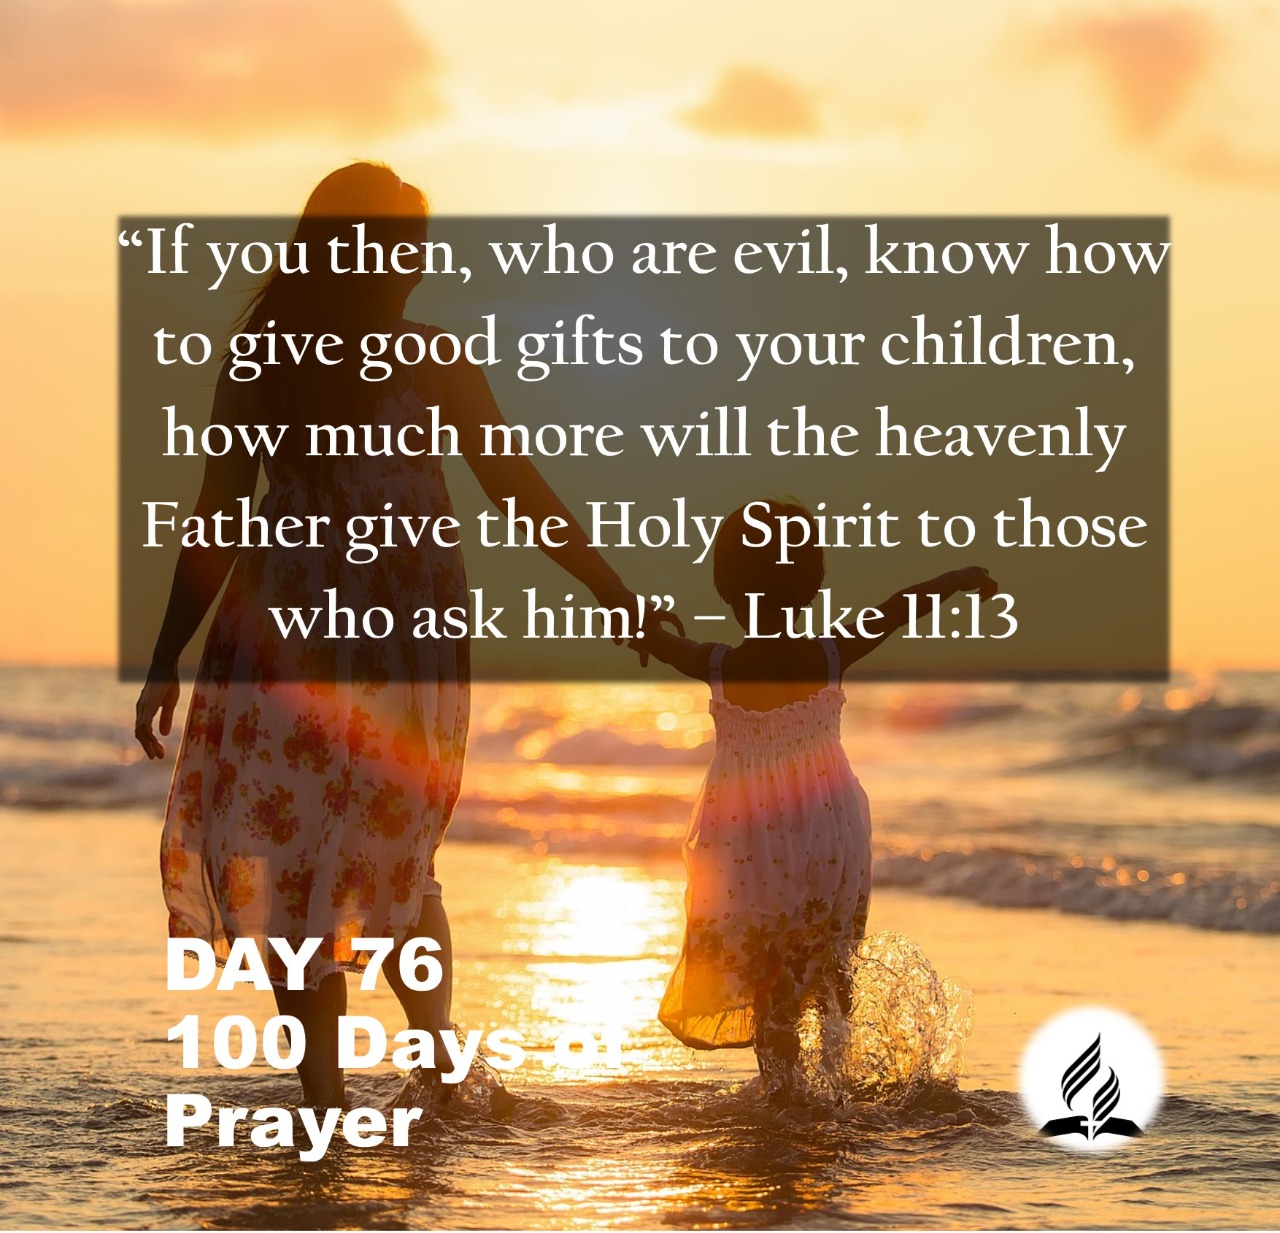 “If you then, who are evil, know how
to give good gifts to your children,
how much more will the heavenly
Father give the Holy Spirit to those
who ask him!” – Luke 11:13
DAY 76
100 Days of
Prayer